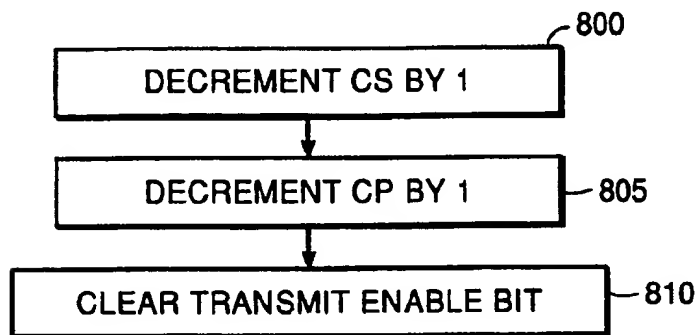 800
DECREMENT CS BY 1
DECREMENT CP BY 1 805
CLEAR TRANSMIT ENABLE BIT 810